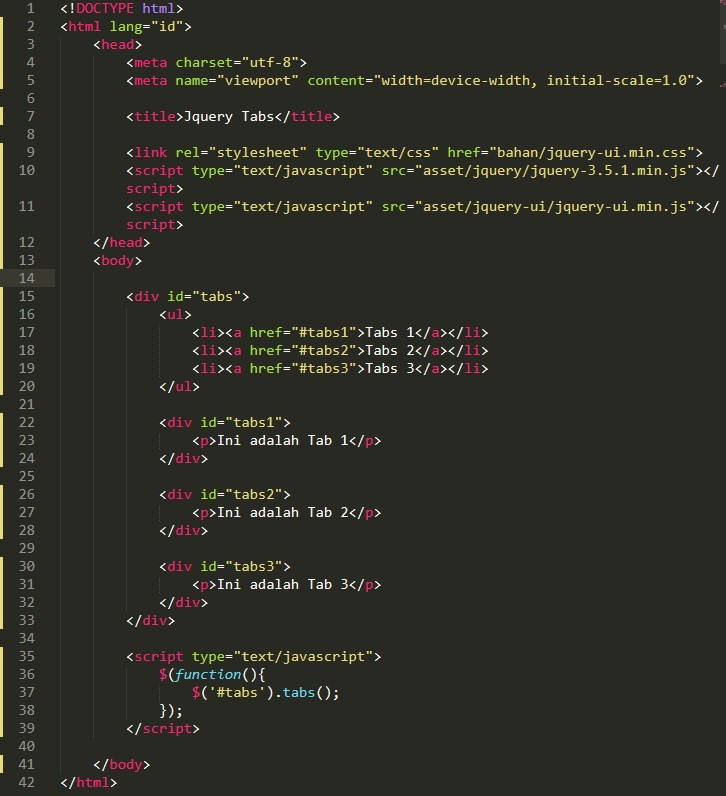 1 <!DOCTYPE html>
2 <html lang="id">
3 <head>
4 <meta charset="utf-8">
5 <meta name="viewport" content="width=device-width, initial-scale=1.0">
6
7 <title>Jquery Tabs</title>
8
9 <link rel="stylesheet" type="text/css" href="bahan/jquery-ui.min.css">
10 <script type="text/javascript" src="asset/jquery/jquery-3.5.1.min.js"></
script>
11 <script type="text/javascript" src="asset/jquery-ui/jquery-ui.min.js"></
script>
12 </head>
13 <body>
14
15 <div id="tabs">
16 <ul>
17 <li><a href="#tabs1">Tabs 1</a></li>
18 <li><a href="#tabs2">Tabs 2</a></li>
19 <li><a href="#tabs3">Tabs 3</a></li>
20 </ul>
21
22 <div id="tabs1">
23 <p>Ini adalah Tab 1</p>
24 </div>
25
26 <div id="tabs2">
27 <p>Ini adalah Tab 2</p>
28 </div>
29
30 <div id="tabs3">
31 <p>Ini adalah Tab 3</p>
32 </div>
33 </div>
34
35 <script type="text/javascript">
36 $(function(){
37 $('#tabs').tabs();
38 });
39 </script>
40
41 </body>
42 </html>